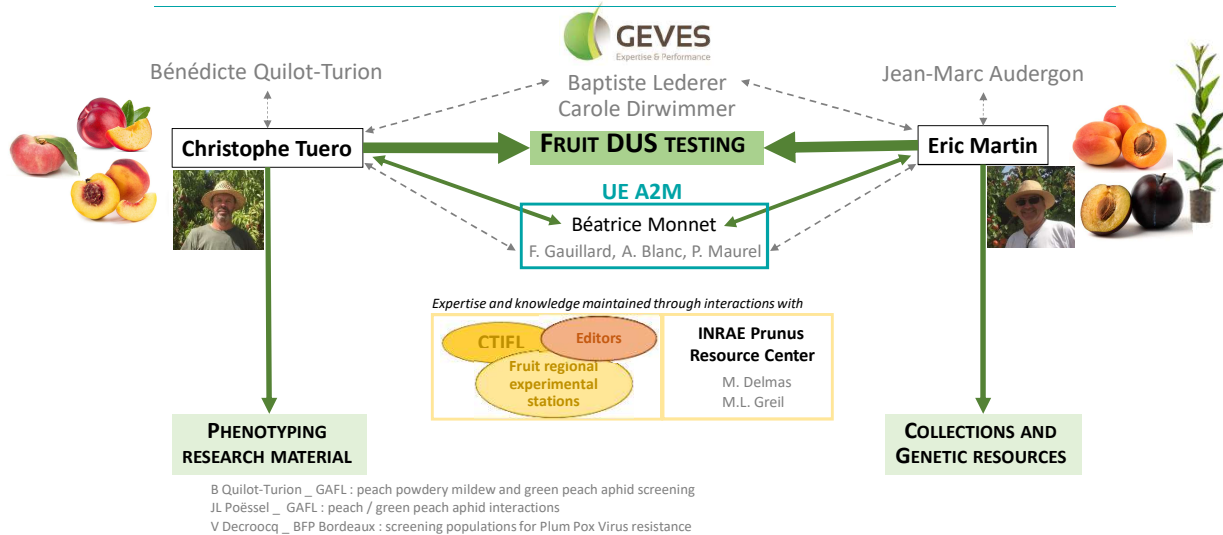 GEVES
Expertise & Performance
Bénédicte Quilot-Turion
Baptiste Lederer
Carole Dirwimmer
Jean-Marc Audergon
Christophe Tuero
FRUIT DUS TESTING
Eric Martin
UE A2M
Béatrice Monnet
F. Gauillard, A. Blanc, P. Maurel
Expertise and knowledge maintained through interactions with
CTIFL
Editors
Fruit regional
experimental
stations
INRAE Prunus
Resource Center
M. Delmas
M.L. Greil
PHENOTYPING
RESEARCH MATERIAL
COLLECTIONS AND
GENETIC RESOURCES
B Quilot-Turion _ GAFL : peach powdery mildew and green peach aphid screening
JL Poëssel _ GAFL : peach / green peach aphid interactions
V Decroocq _ BFP Bordeaux : screening populations for Plum Pox Virus resistance